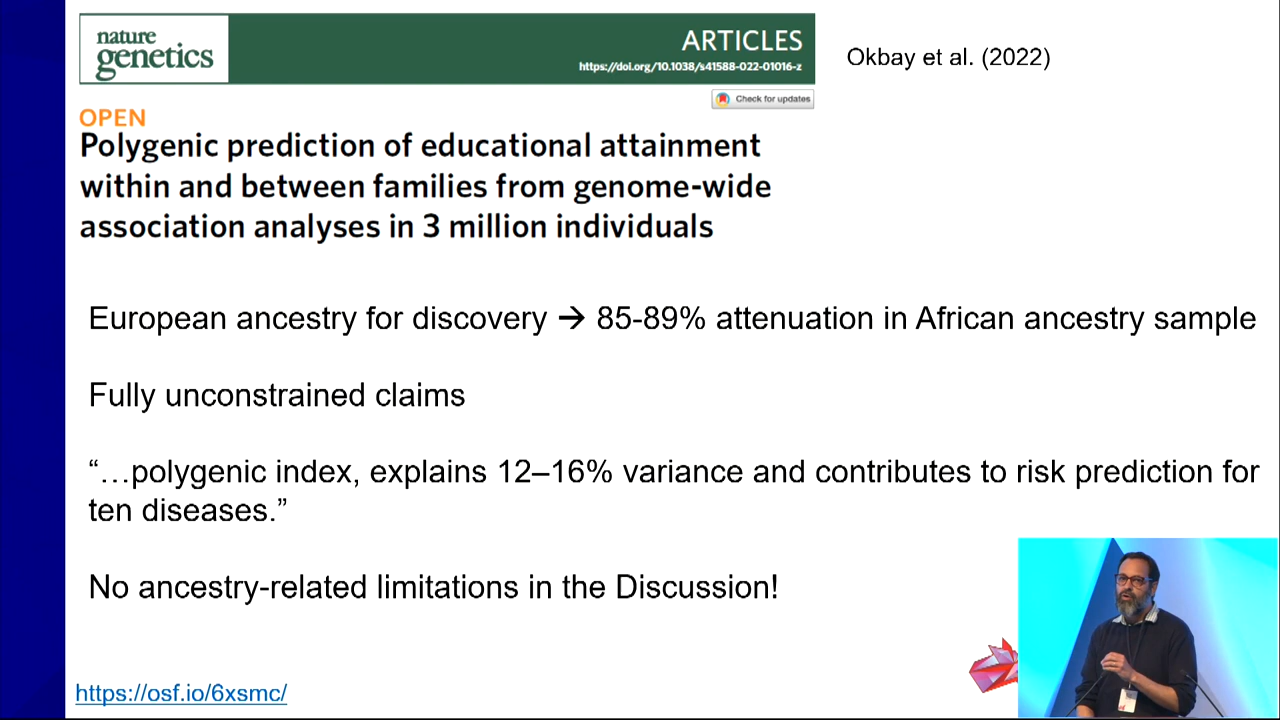 nature
genetics
ARTICLES
https://doi.org/10.1038/s41588-022-01016-z
Okbay et al. (2022)
Check for updates
OPEN
Polygenic prediction of educational attainment
within and between families from genome-wide
association analyses in 3 million individuals
European ancestry for discovery → 85-89% attenuation in African ancestry sample
Fully unconstrained claims
“…polygenic index, explains 12–16% variance and contributes to risk prediction for
ten diseases.”
No ancestry-related limitations in the Discussion!
https://osf.io/6xsmc/